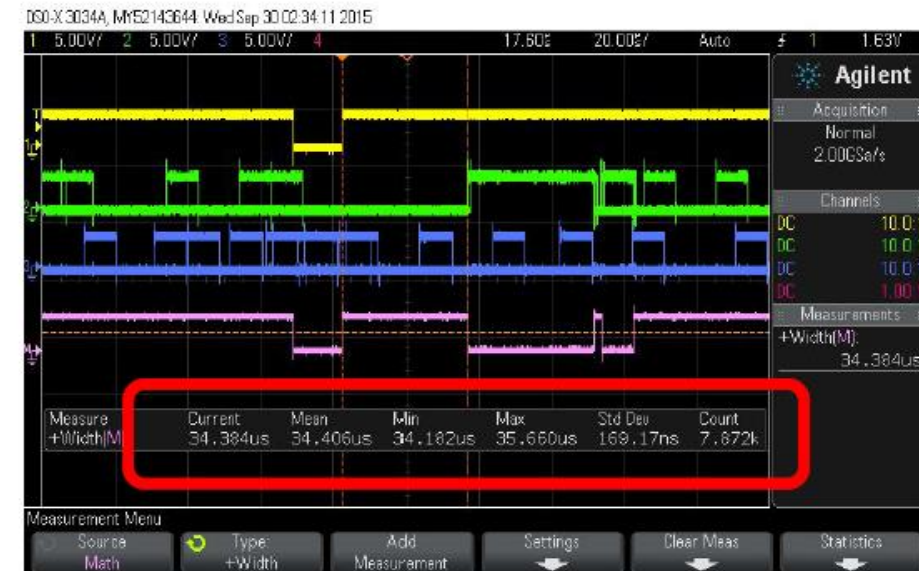 DSO-X 3034A, MY52143644: Wed Sep 30 02:34:11 2015
1 5.00V/ 2 5.00V/ 3 5.00V/ 4 17.60s 20.00s/ Auto 1 1.63V
Agilent
Acquisition
Normal
2.00GSa/s
Channels
DC 10.0:
DC 10.0:
DC 10.0:
DC 1.00:
Measurements
+Width(M):
34.384us
Measure Current Mean Min Max Std Dev Count
+Width(M) 34.384us 34.406us 34.182us 35.660us 169.17ns 7.872k
Measurement Menu
Source Type: Add Settings Clear Meas Statistics
Math +Width Measurement